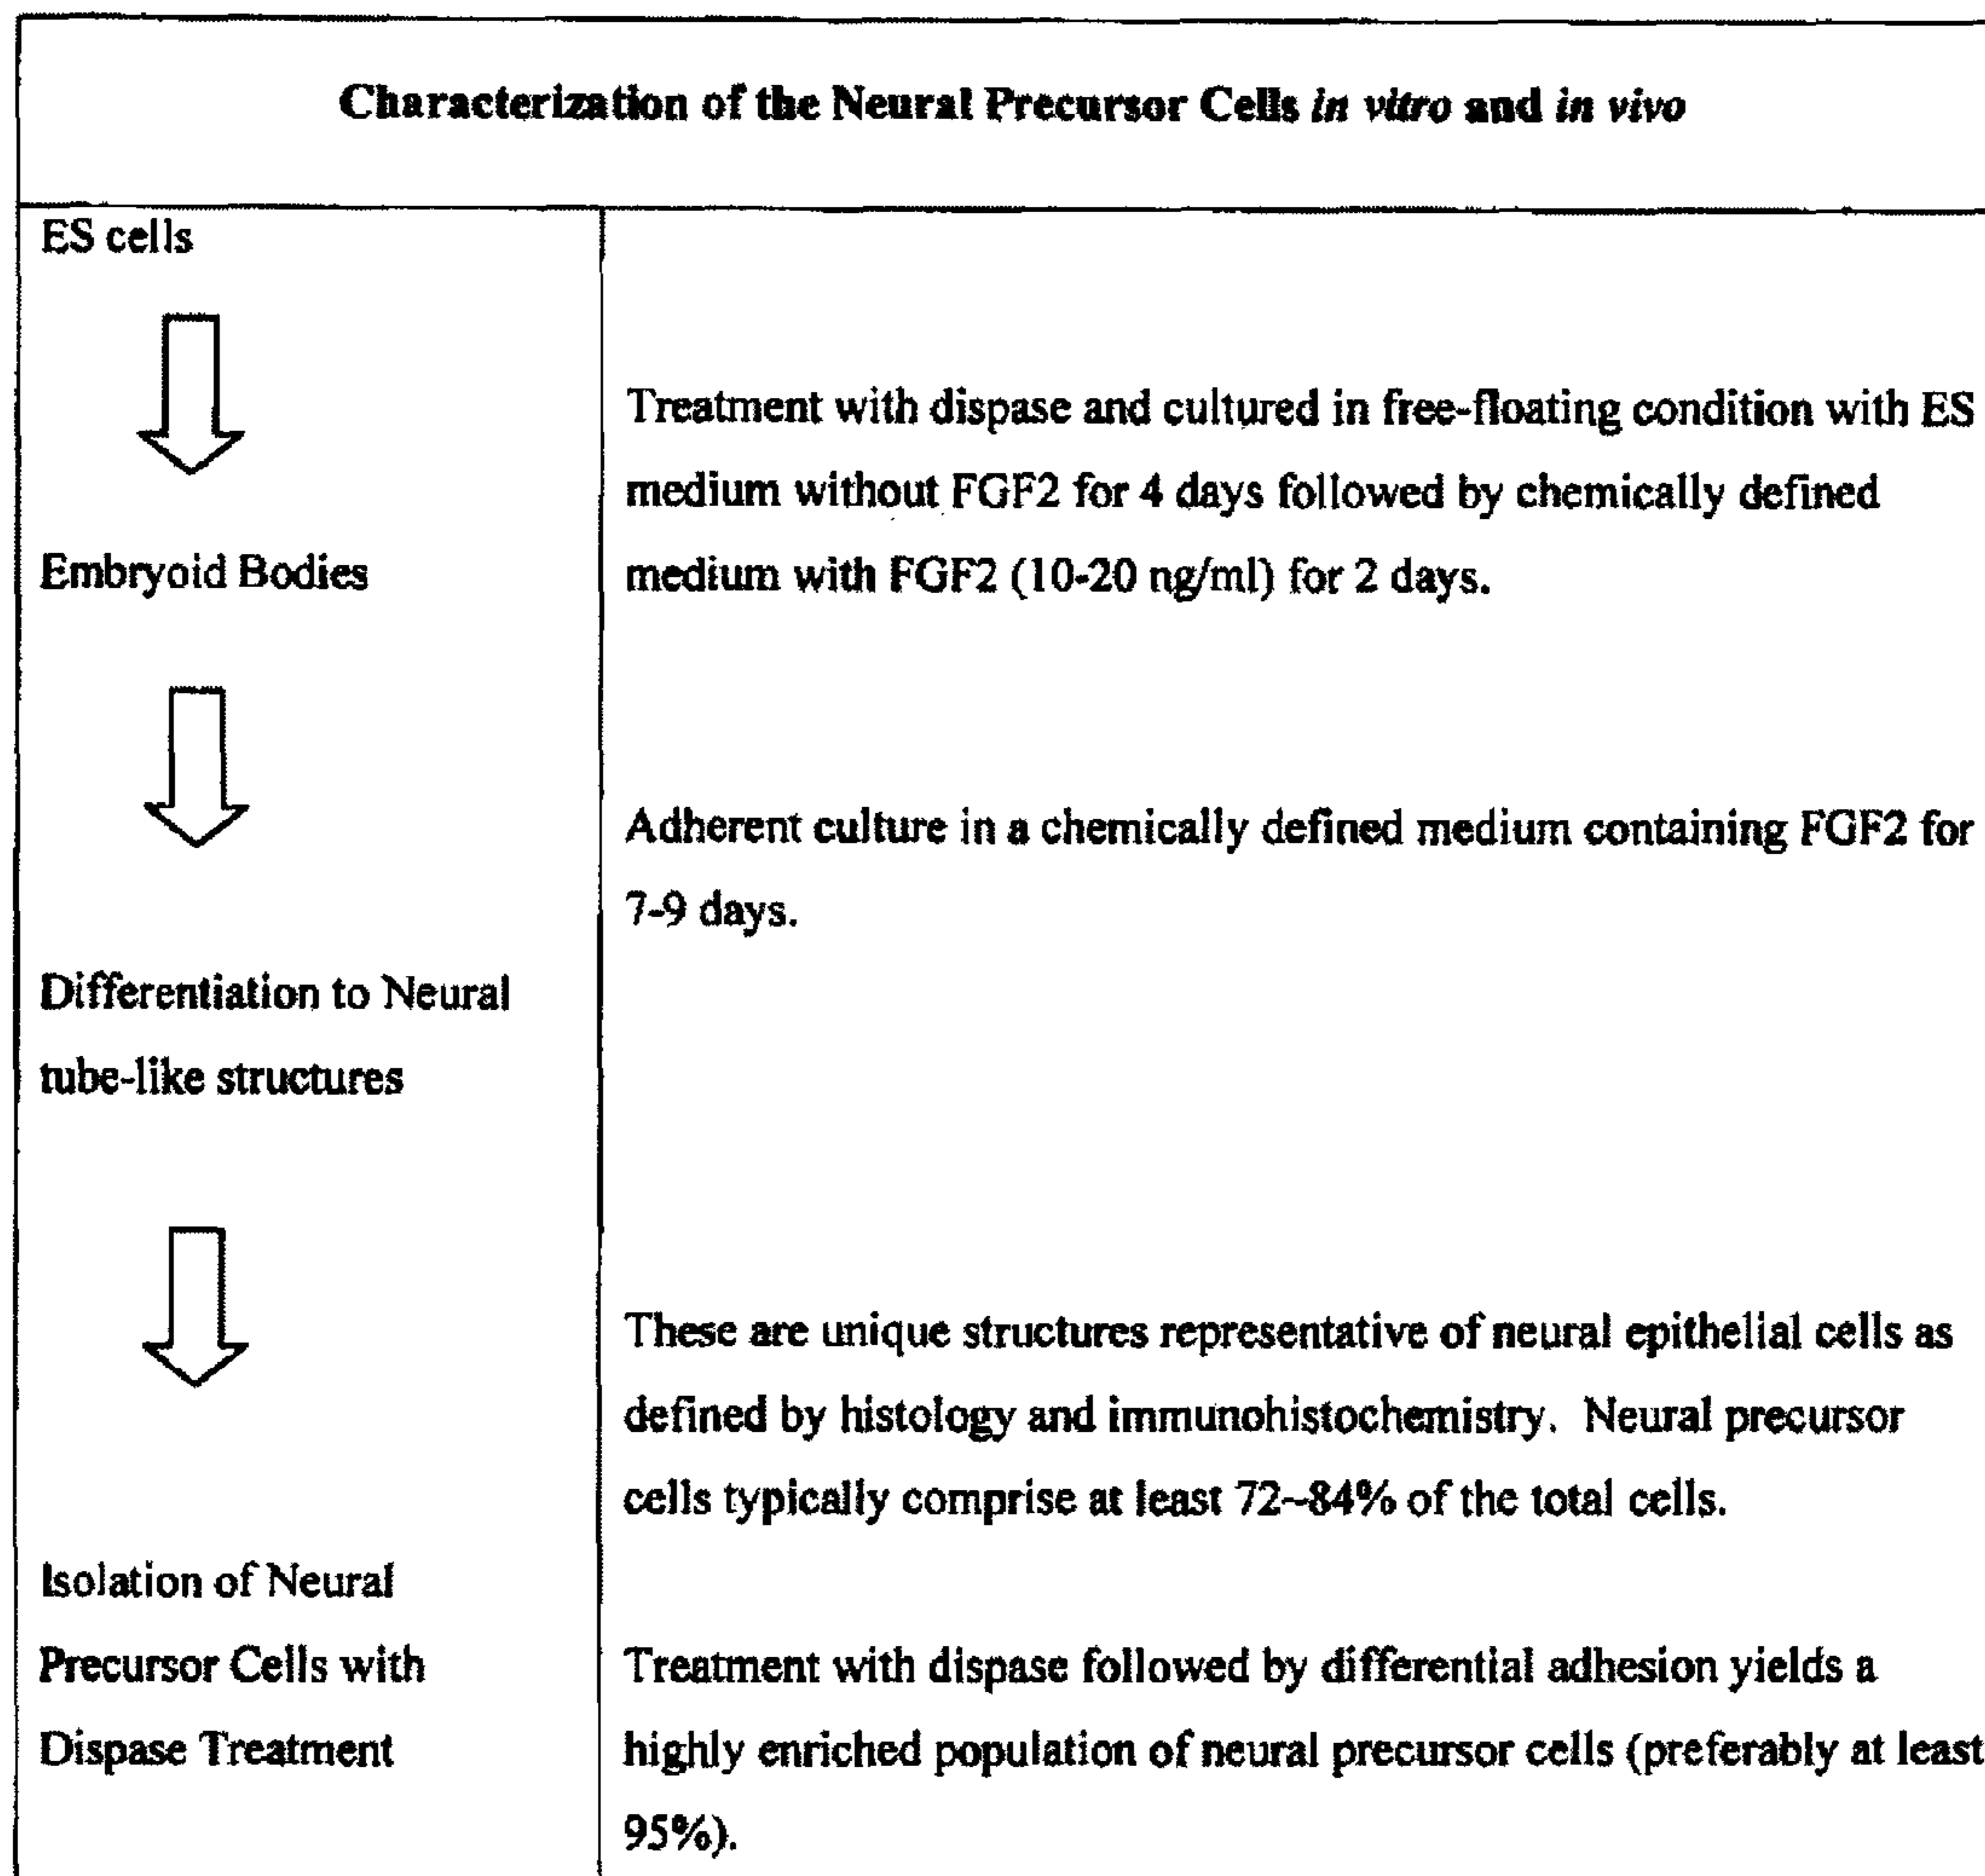 Characterization of the Neural Precursor Cells in vitro and in vivo
ES cells
Treatment with dispase and cultured in free-floating condition with ES
medium without FGF2 for 4 days followed by chemically defined
medium with FGF2 (10-20 ng/ml) for 2 days.
Embryoid Bodies
Adherent culture in a chemically defined medium containing FGF2 for
7-9 days.
Differentiation to Neural
tube-like structures
These are unique structures representative of neural epithelial cells as
defined by histology and immunohistochemistry. Neural precursor
cells typically comprise at least 72--84% of the total cells.
Isolation of Neural
Precursor Cells with
Dispase Treatment
Treatment with dispase followed by differential adhesion yields a
highly enriched population of neural precursor cells (preferably at least
95%).